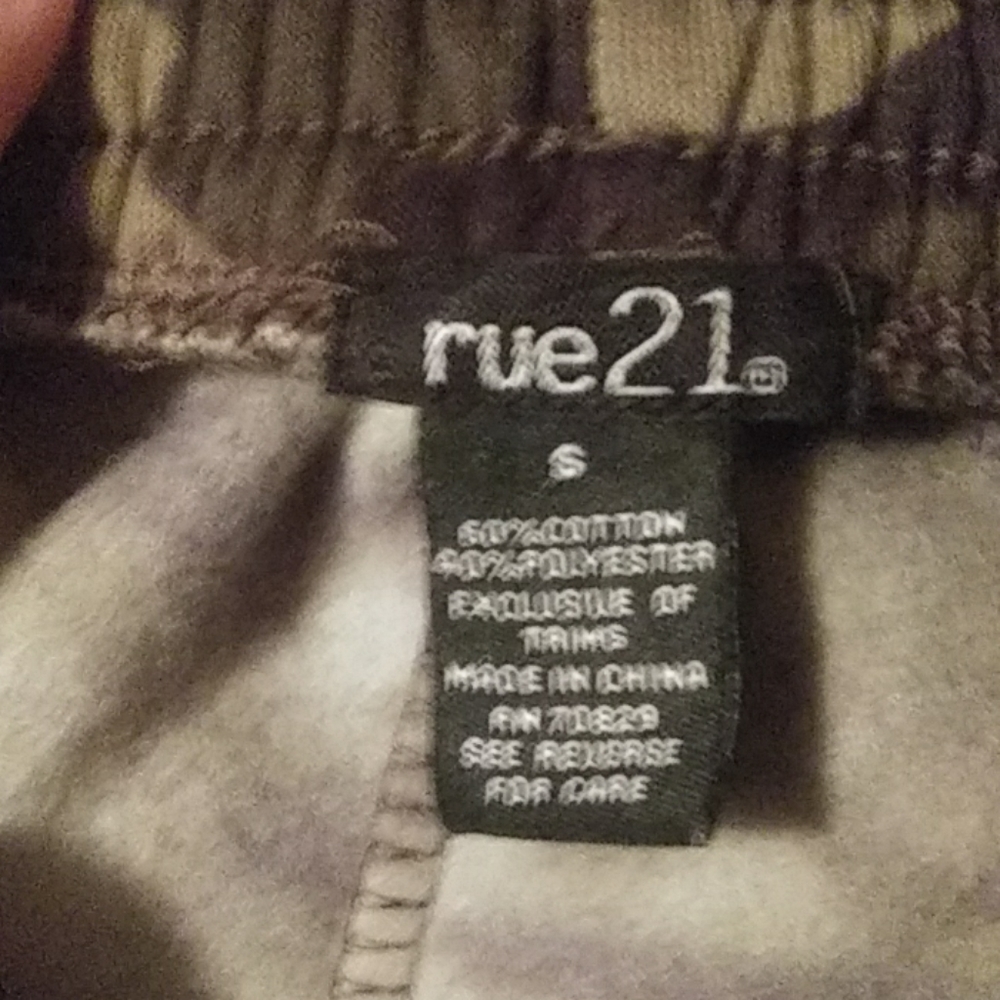 rue21®
S
60%COTTON
40%POLYESTER
EXCLUSIVE OF
TRIMS
MADE IN CHINA
RN 70829
SEE REVERSE
FOR CARE